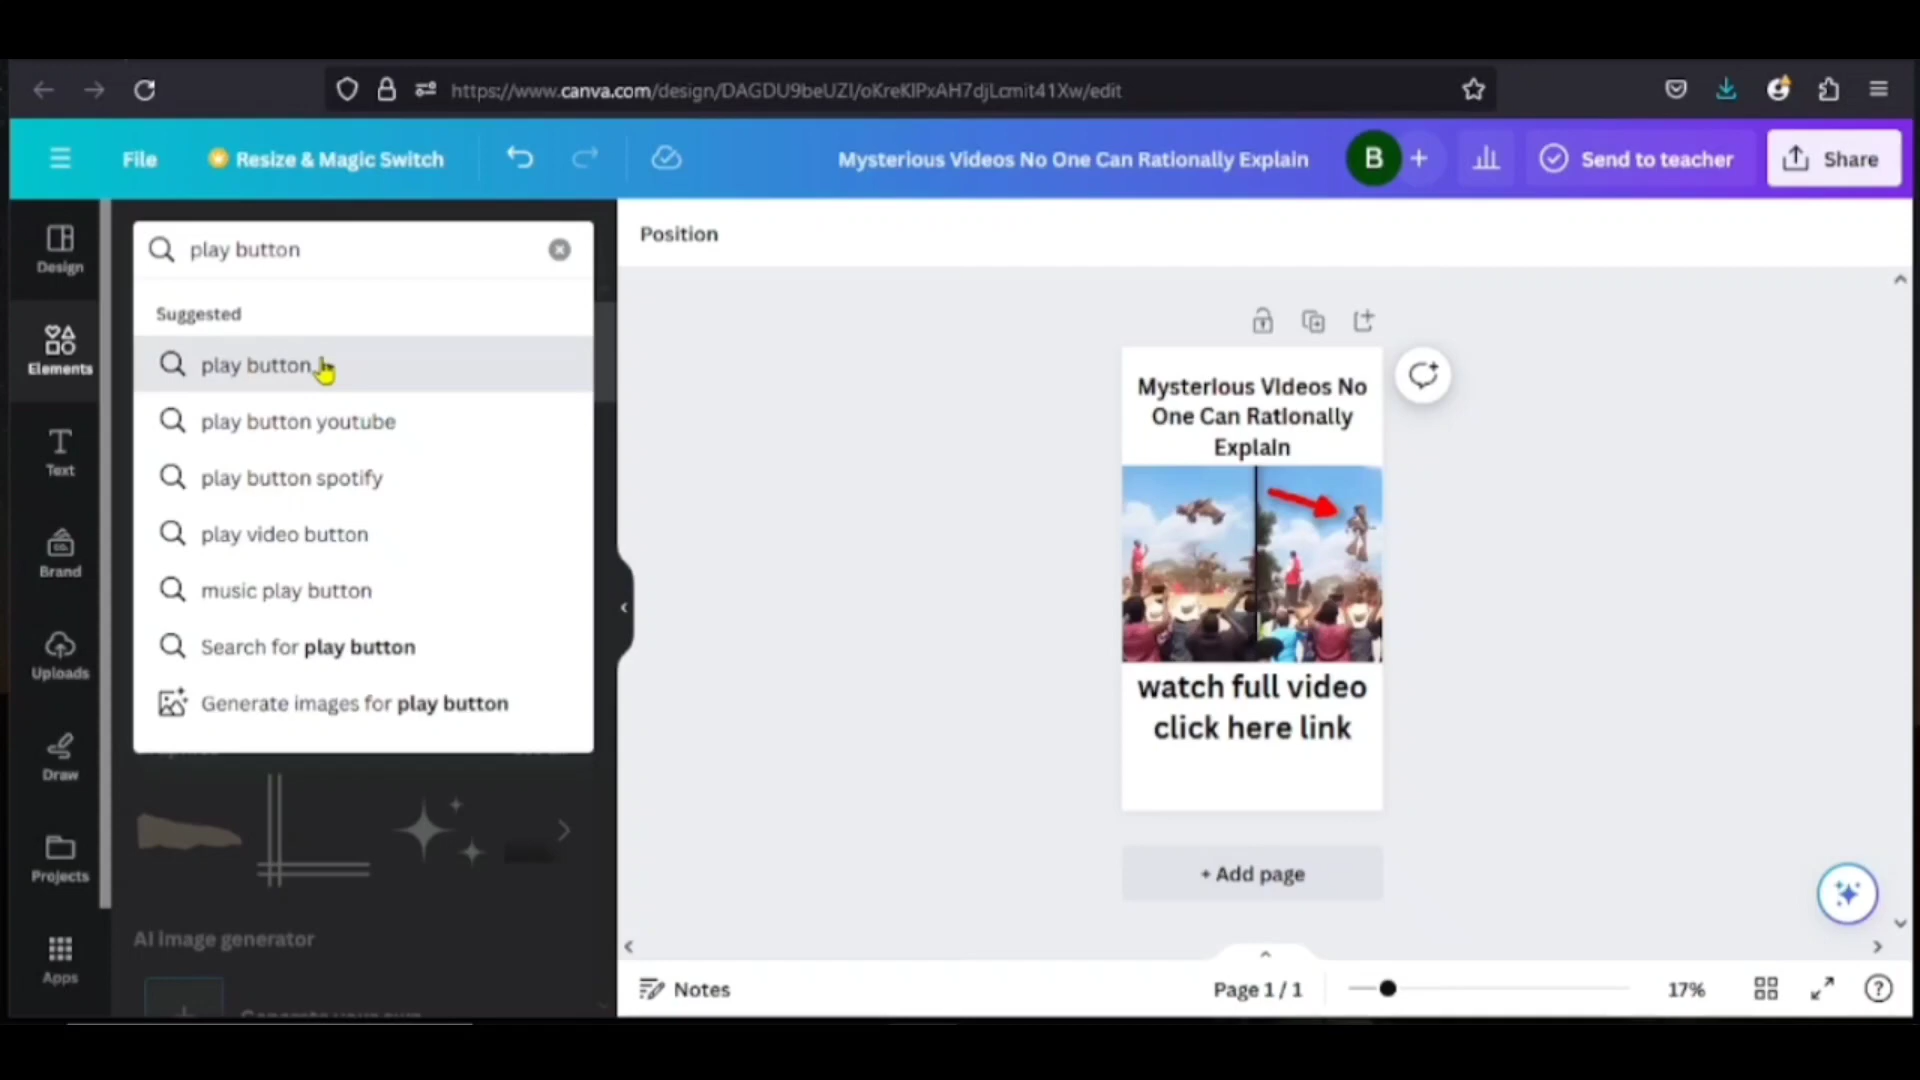 https://www.canva.com/design/DAGDU9beUZI/oKreKlPxAH7djLcmit41Xw/edit
File
Resize & Magic Switch
Mysterious Videos No One Can Rationally Explain
B
Send to teacher
Share
Design
Elements
Text
Brand
Uploads
Draw
Projects
Apps
play button
Suggested
play button
play button youtube
play button spotify
play video button
music play button
Search for play button
Generate images for play button
AI image generator
Position
Mysterious Videos No
One Can Rationally
Explain
watch full video
click here link
+ Add page
Notes
Page 1 / 1
17%